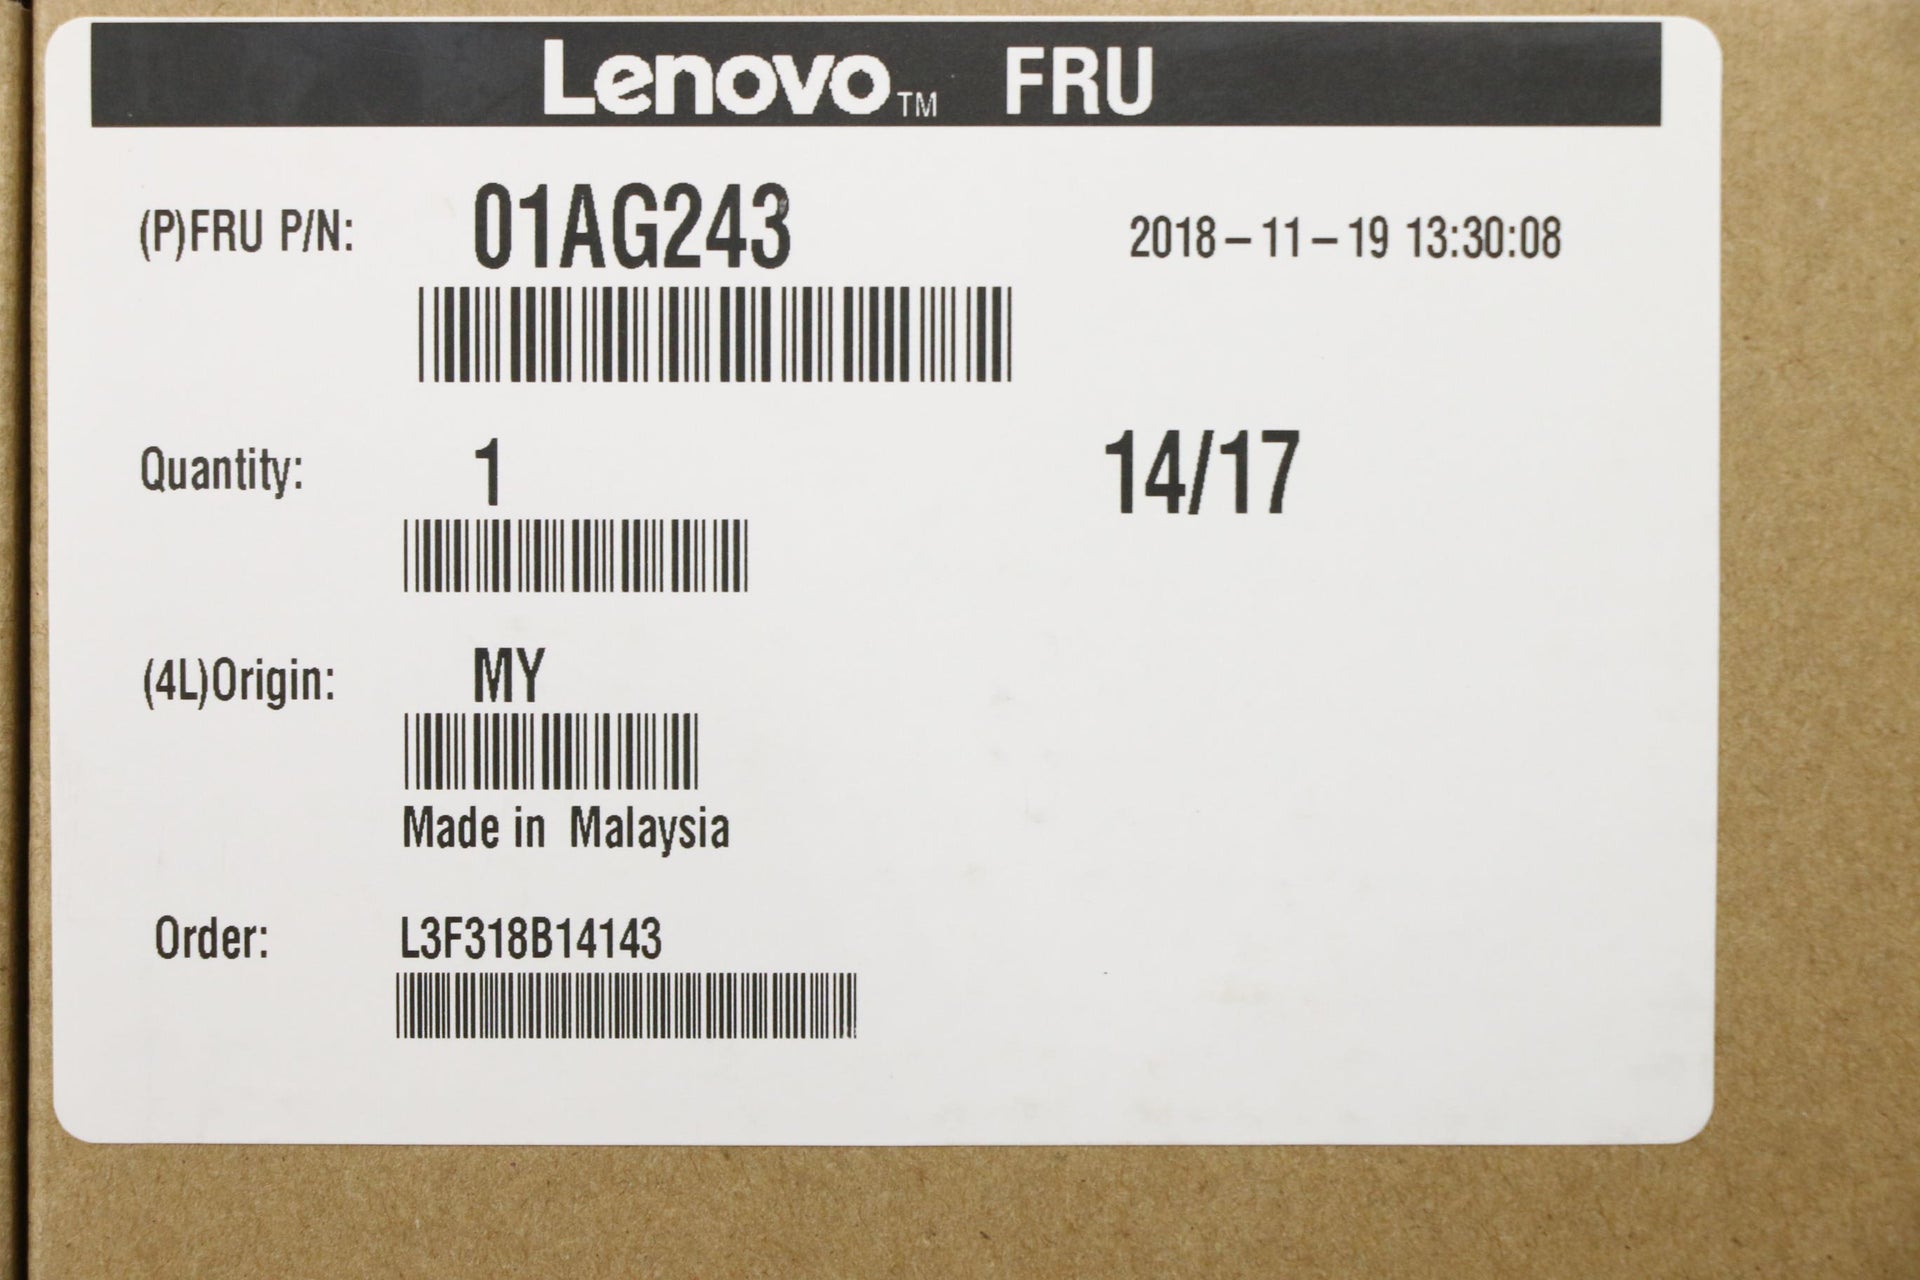 Lenovo™ FRU
(P)FRU P/N: 01AG243 2018-11-19 13:30:08
Quantity: 1 14/17
(4L)Origin: MY
Made in Malaysia
Order: L3F318B14143